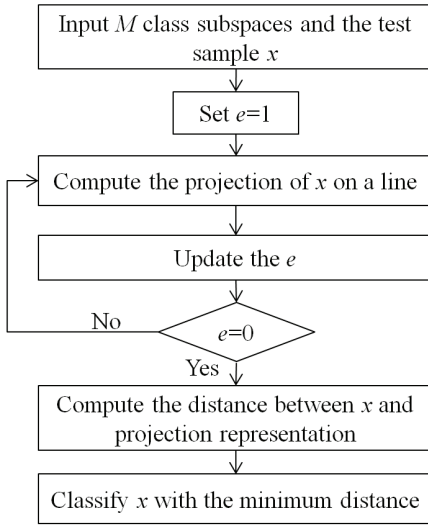 Input M class subspaces and the test
sample x
Set e=1
Compute the projection of x on a line
Update the e
No
e=0
Yes
Compute the distance between x and
projection representation
Classify x with the minimum distance